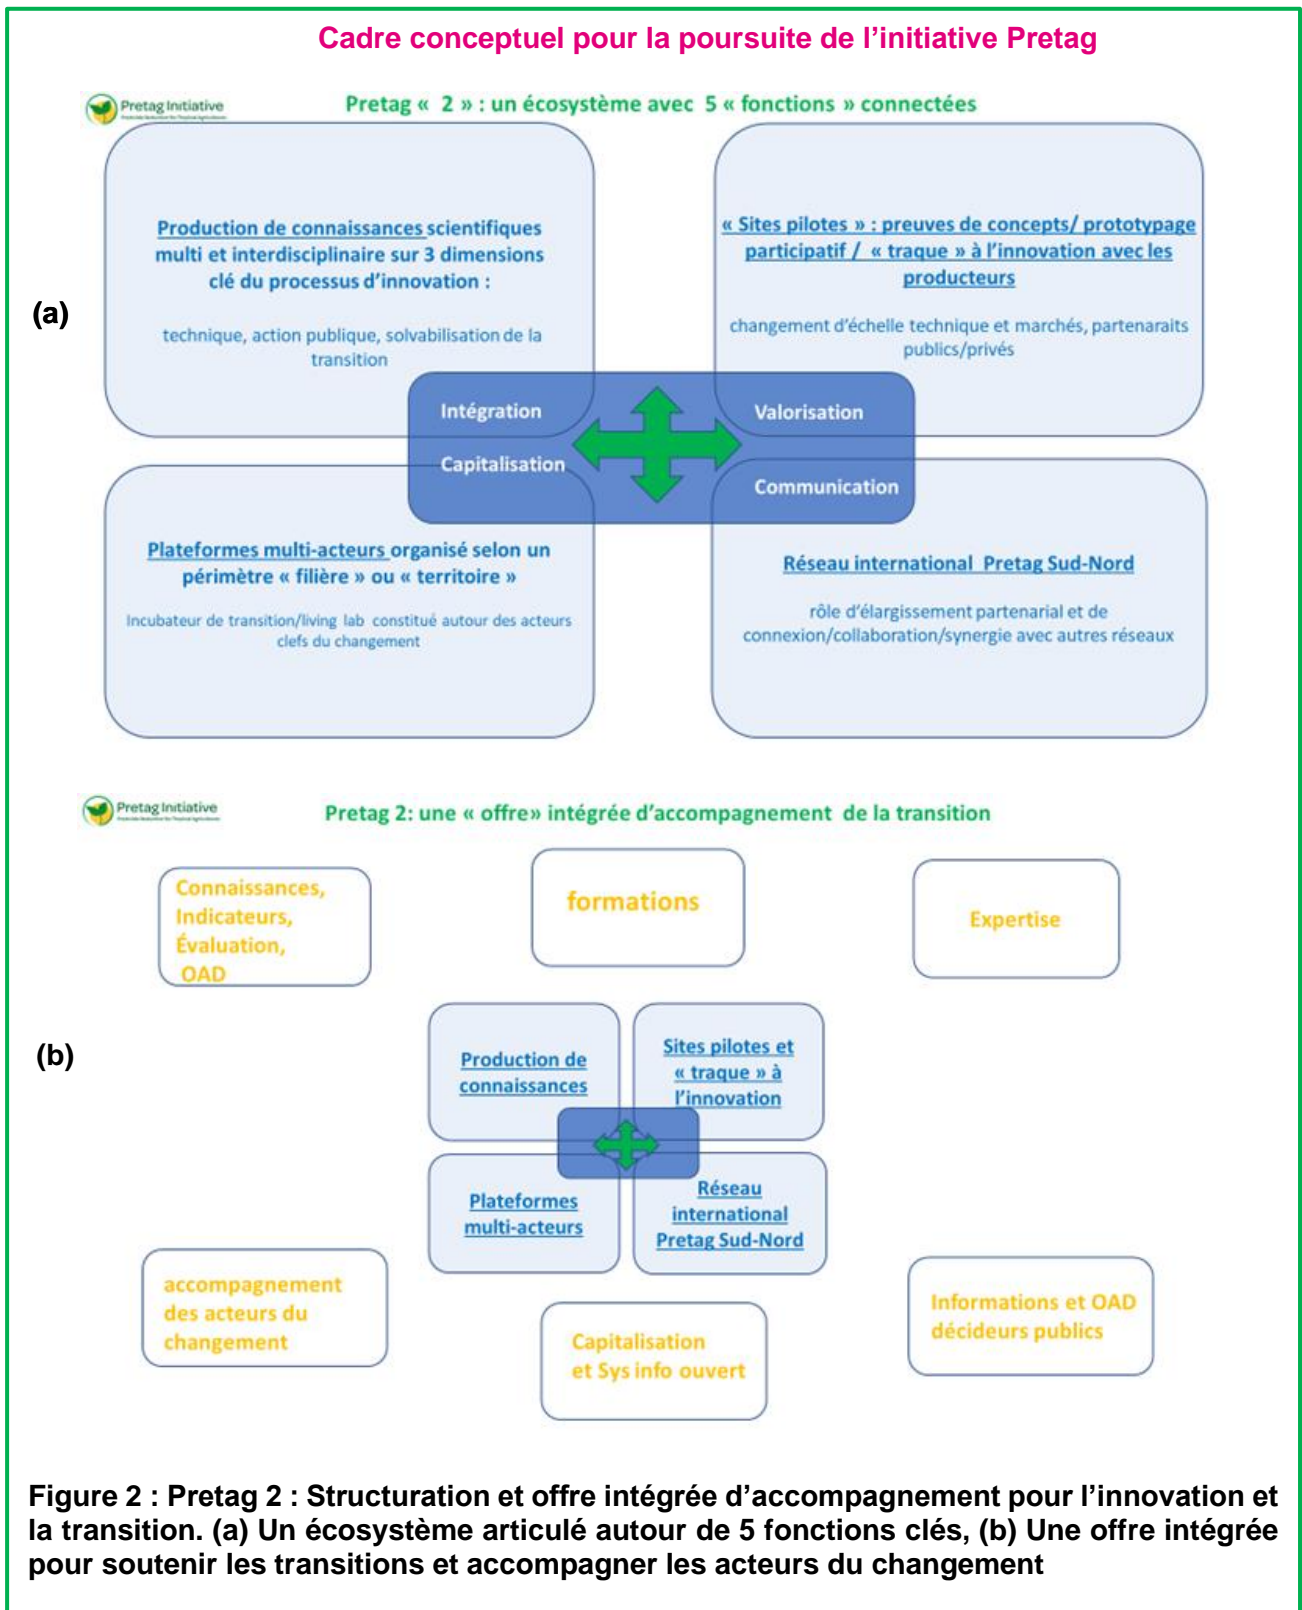 Cadre conceptuel pour la poursuite de l’initiative Pretag
Pretag Initiative
Pretag « 2 » : un écosystème avec 5 « fonctions » connectées
Production de connaissances scientifiques
multi et interdisciplinaire sur 3 dimensions
clé du processus d’innovation :
technique, action publique, solvabilisation de la
transition
« Sites pilotes » : preuves de concepts/ prototypage
participatif / « traque » à l’innovation avec les
producteurs
changement d’échelle technique et marchés, partenaraits
publics/privés
(a)
Intégration
Valorisation
Capitalisation
Communication
Plateformes multi-acteurs organisé selon un
périmètre « filière » ou « territoire »
Incubateur de transition/living lab constitué autour des acteurs
clefs du changement
Réseau international Pretag Sud-Nord
rôle d’élargissement partenarial et de
connexion/collaboration/synergie avec autres réseaux
Pretag Initiative
Pretag 2: une « offre» intégrée d’accompagnement de la transition
Connaissances,
Indicateurs,
Évaluation,
OAD
formations
Expertise
(b)
Production de
connaissances
Sites pilotes et
« traque » à
l’innovation
Plateformes
multi-acteurs
Réseau
international
Pretag Sud-Nord
accompagnement
des acteurs du
changement
Capitalisation
et Sys info ouvert
Informations et OAD
décideurs publics
Figure 2 : Pretag 2 : Structuration et offre intégrée d’accompagnement pour l’innovation et
la transition. (a) Un écosystème articulé autour de 5 fonctions clés, (b) Une offre intégrée
pour soutenir les transitions et accompagner les acteurs du changement